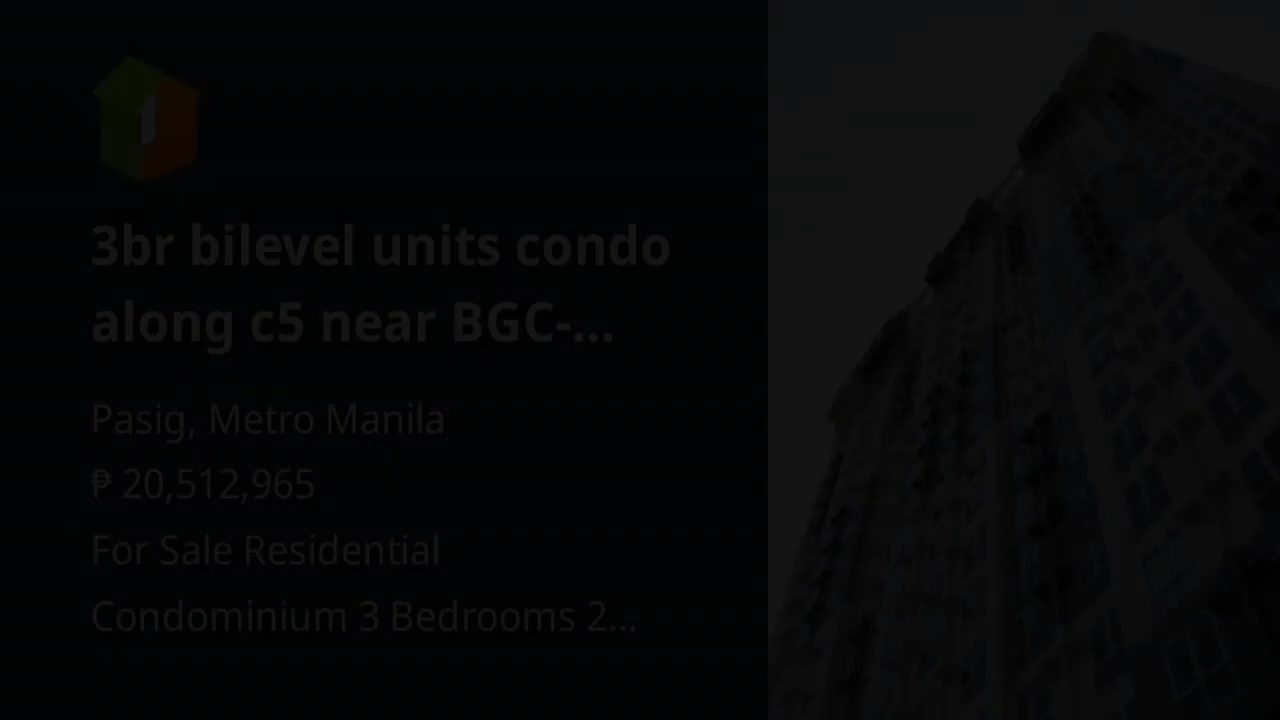 3br bilevel units condo
along c5 near BGC-...
Pasig, Metro Manila
₱ 20,512,965
For Sale Residential
Condominium 3 Bedrooms 2...